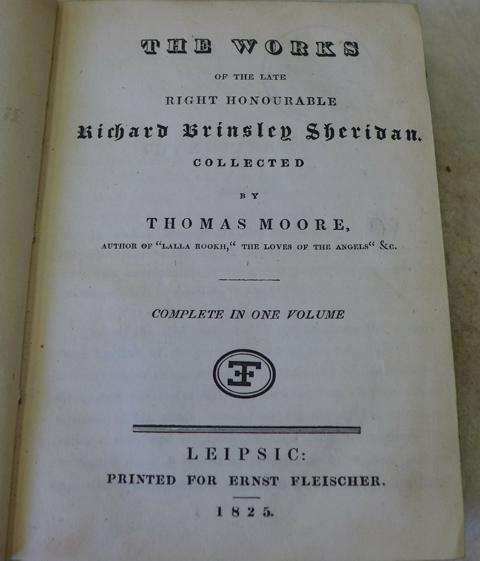 THE WORKS
OF THE LATE
RIGHT HONOURABLE
Richard Brinsley Sheridan.
COLLECTED
BY
THOMAS MOORE,
AUTHOR OF "LALLA ROOKH,“ THE LOVES OF THE ANGELS“ &C.
COMPLETE IN ONE VOLUME
EF
LEIPSIC:
PRINTED FOR ERNST FLEISCHER.
1825.